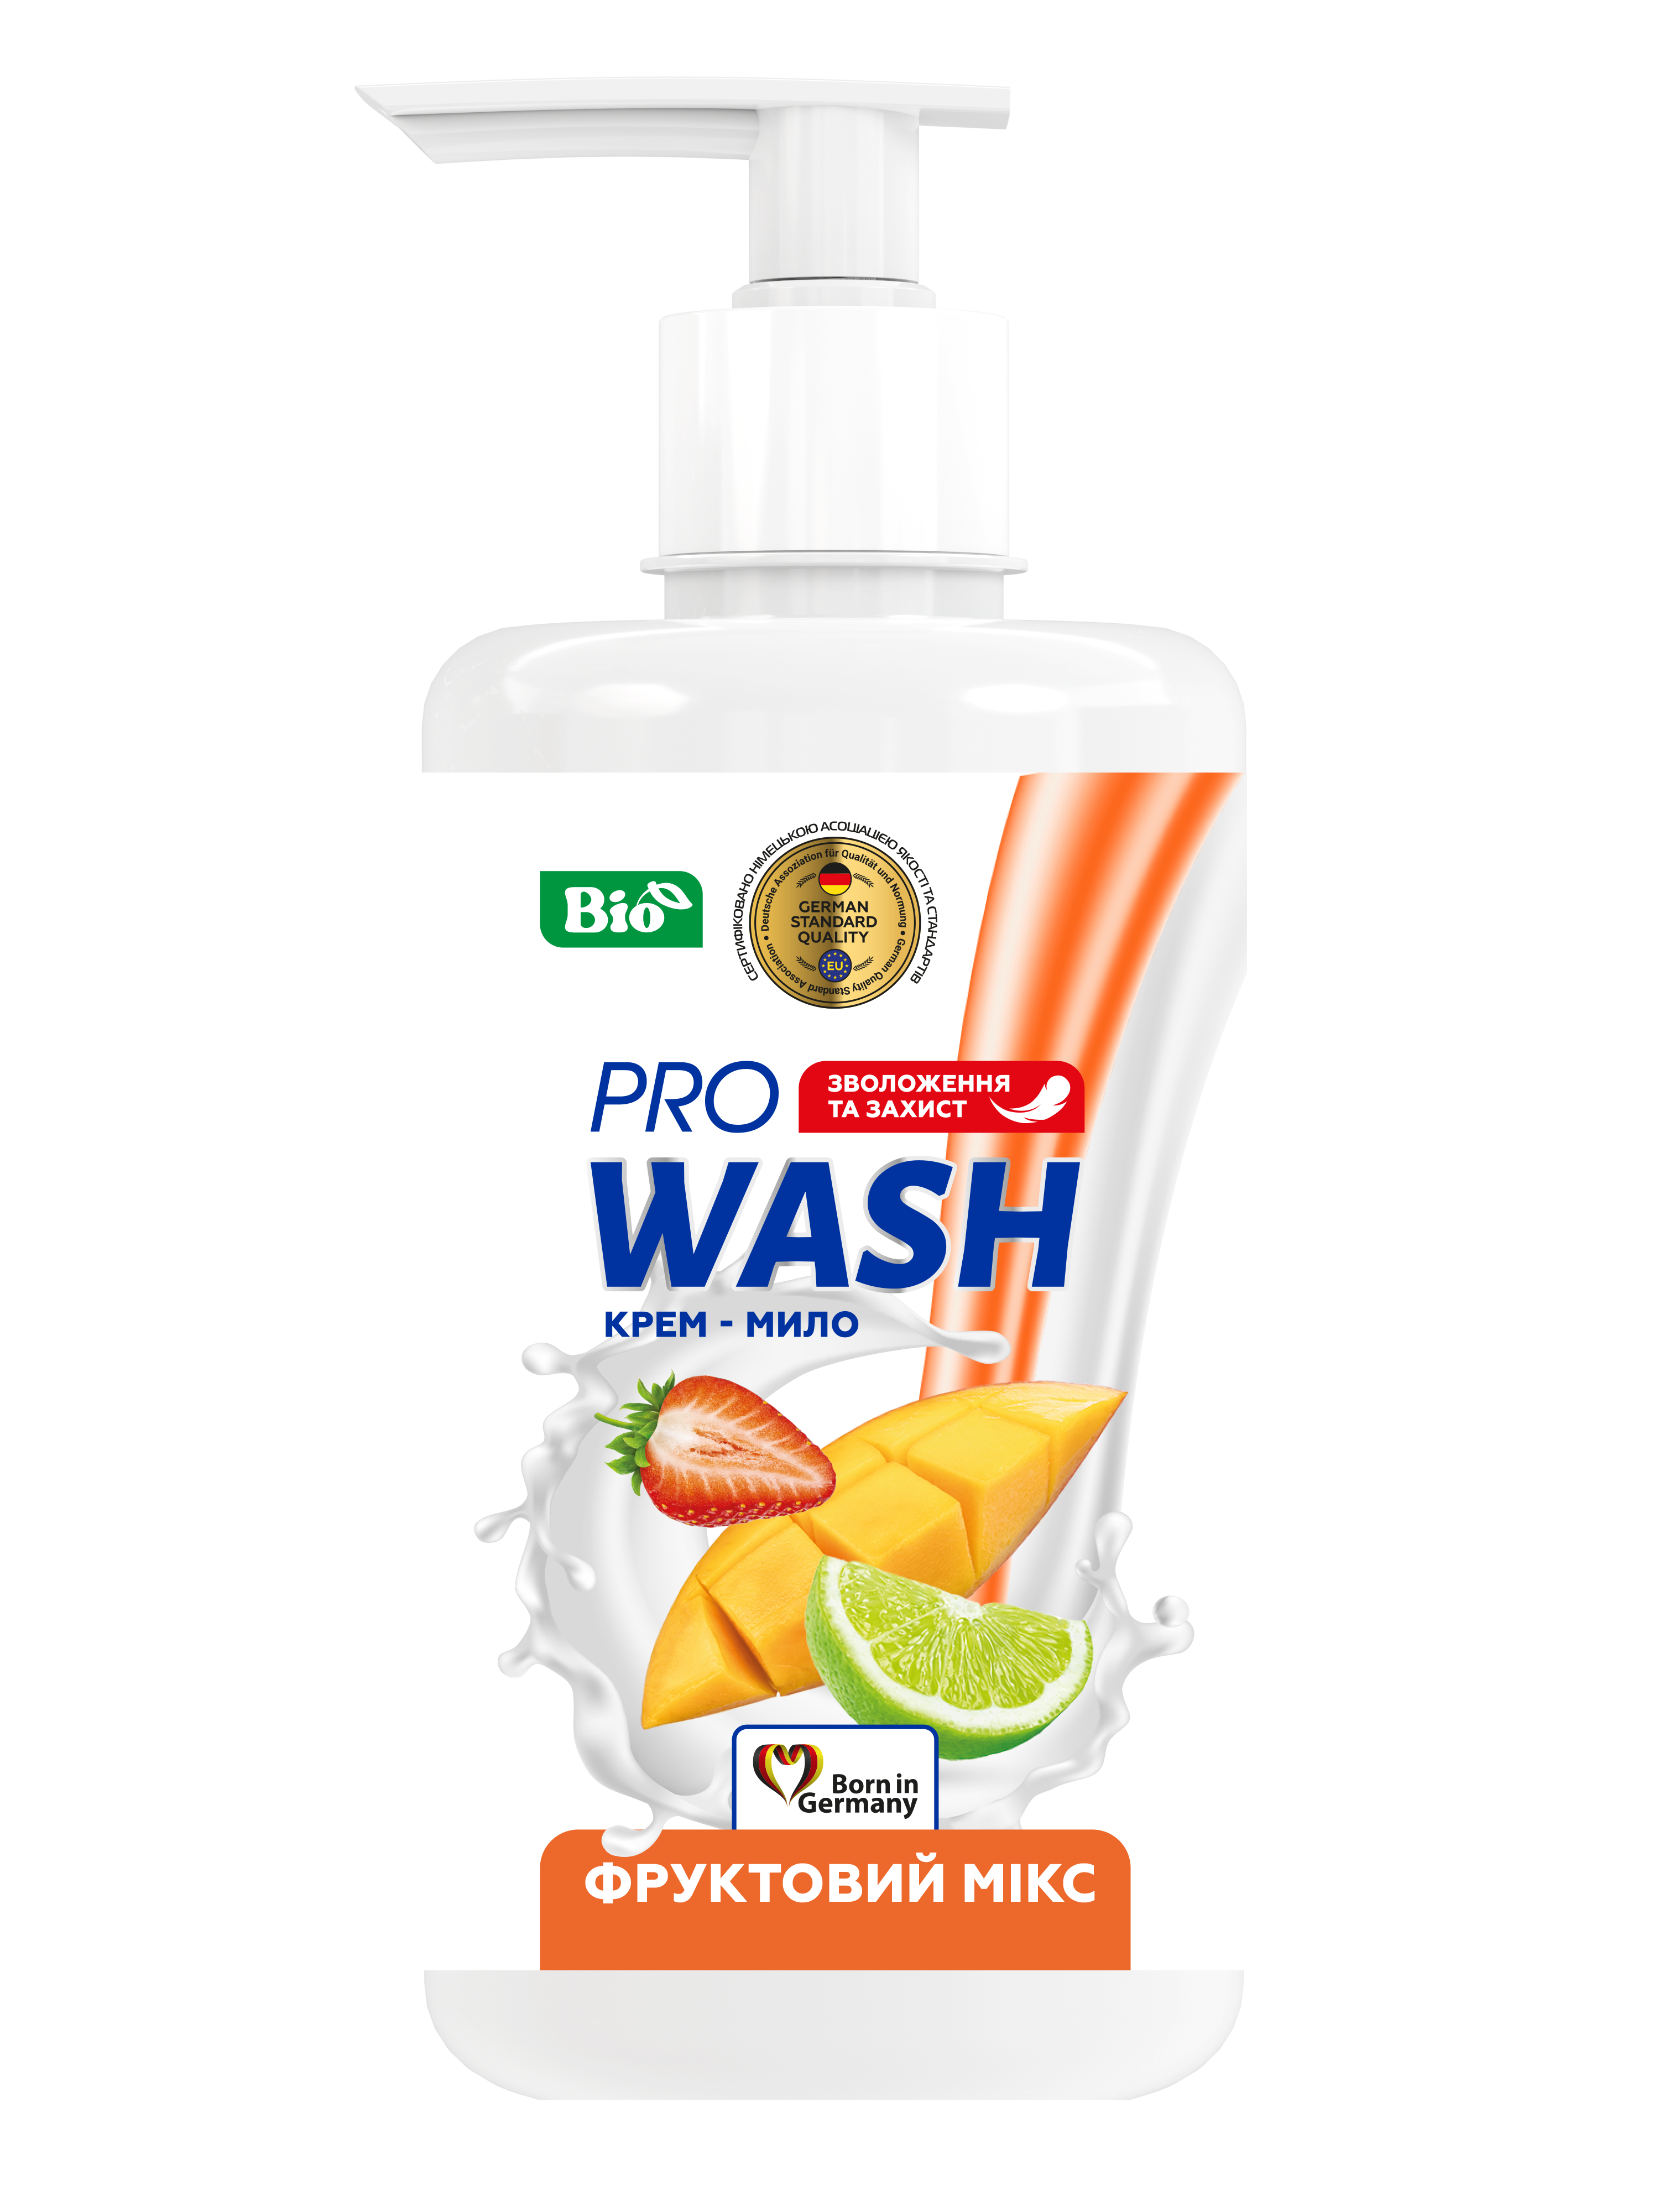 Bio
СЕРТИФІКОВАНО НІМЕЦЬКОЮ АСОЦІАЦІЄЮ ЯКОСТІ ТА СТАНДАРТІВ
• Deutsche Assoziation für Qualität und Normung • German Quality Standard Association
GERMAN
STANDARD
QUALITY
EU
PRO
ЗВОЛОЖЕННЯ
ТА ЗАХИСТ
WASH
КРЕМ - МИЛО
Born in
Germany
ФРУКТОВИЙ МІКС